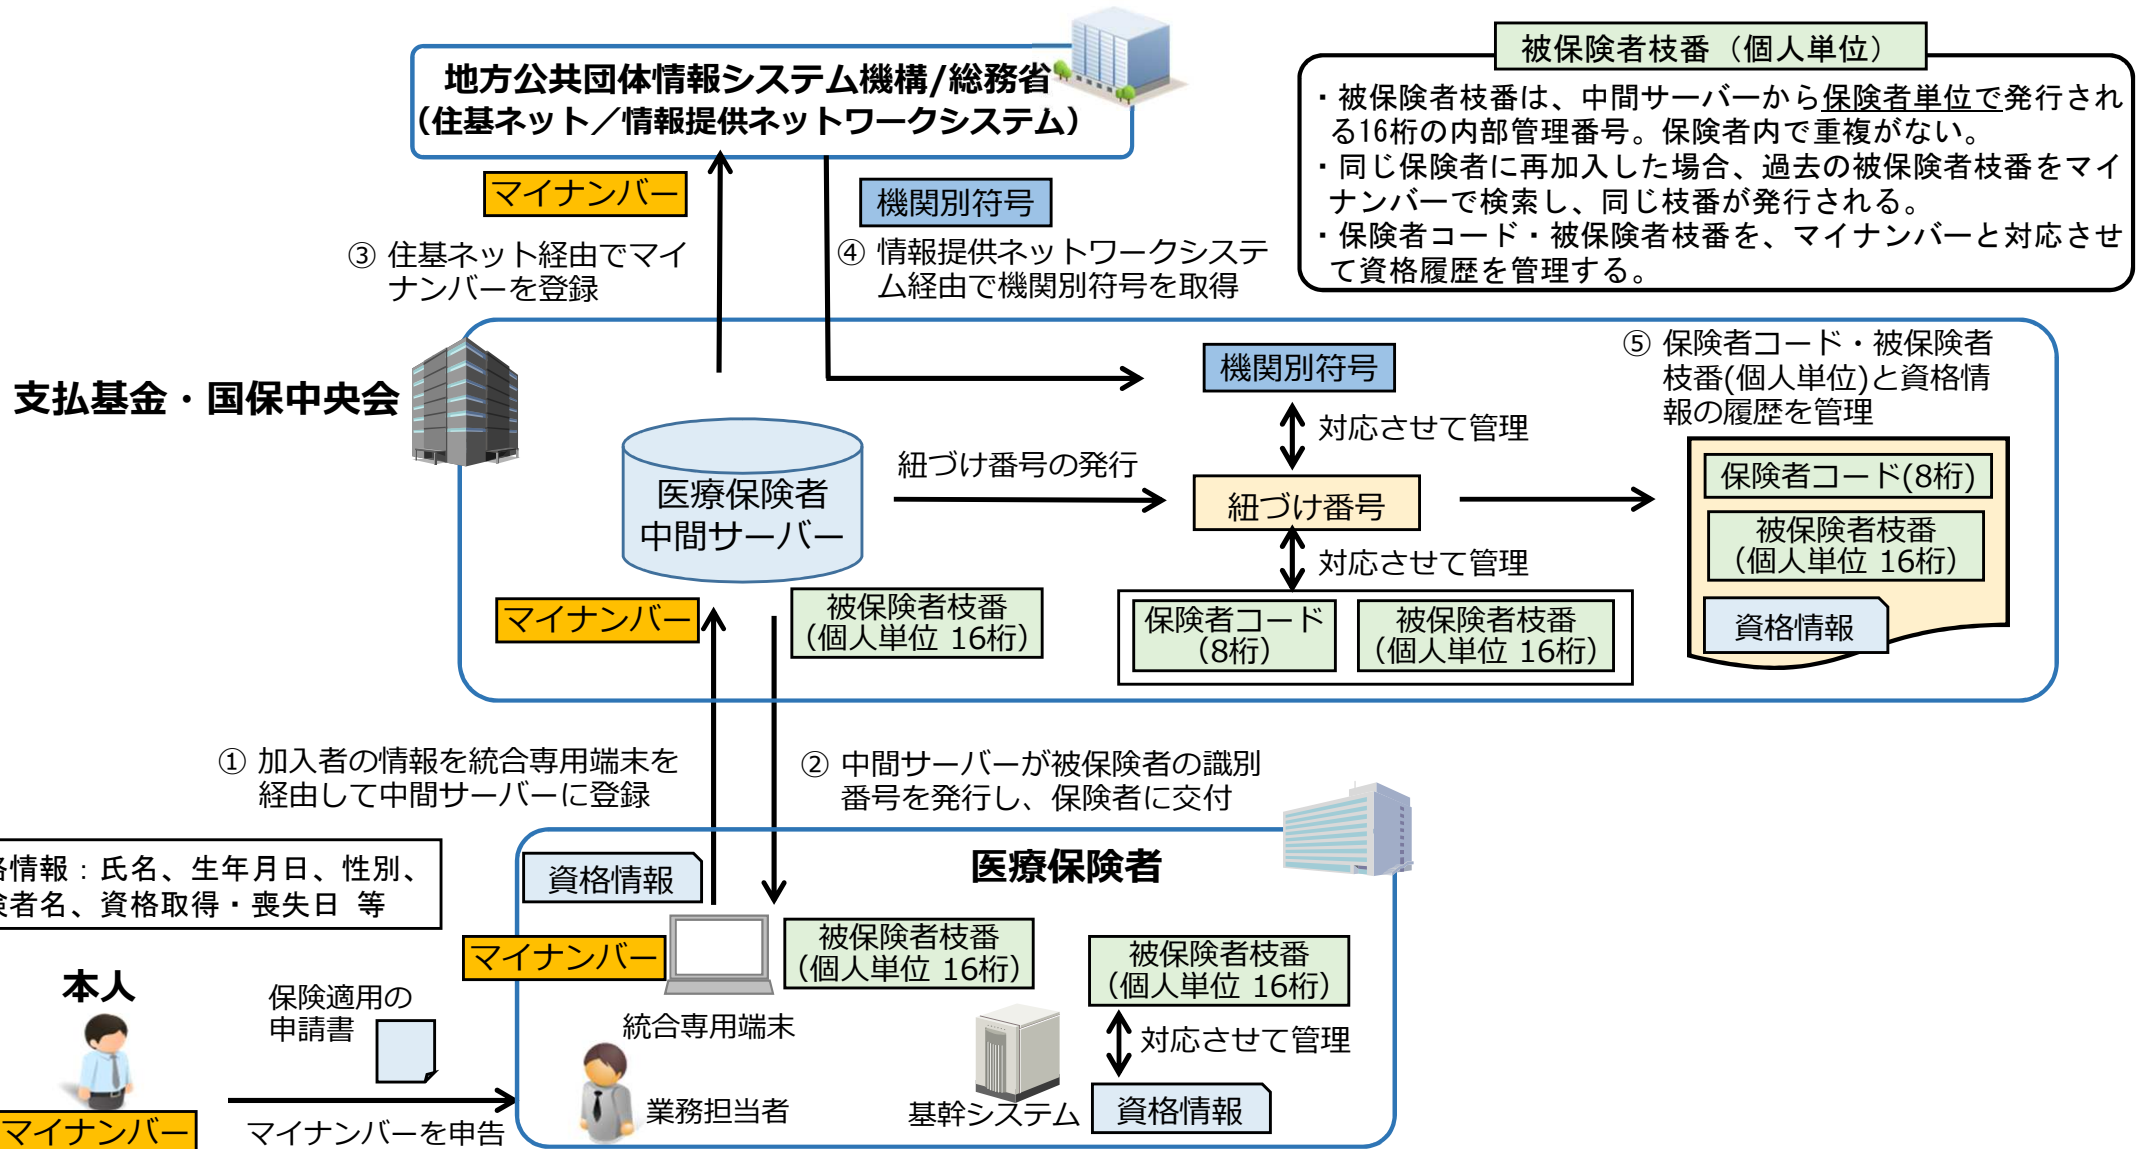 地方公共団体情報システム機構/総務省
（住基ネット／情報提供ネットワークシステム）
被保険者枝番（個人単位）
・被保険者枝番は、中間サーバーから保険者単位で発行され
る16桁の内部管理番号。保険者内で重複がない。
・同じ保険者に再加入した場合、過去の被保険者枝番をマイ
ナンバーで検索し、同じ枝番が発行される。
・保険者コード・被保険者枝番を、マイナンバーと対応させ
て資格履歴を管理する。
マイナンバー
機関別符号
③ 住基ネット経由でマイ
ナンバーを登録
④ 情報提供ネットワークシステ
ム経由で機関別符号を取得
支払基金・国保中央会
機関別符号
⑤ 保険者コード・被保険者
枝番(個人単位)と資格情
報の履歴を管理
対応させて管理
医療保険者
中間サーバー
紐づけ番号の発行
紐づけ番号
保険者コード(8桁)
被保険者枝番
（個人単位 16桁）
資格情報
対応させて管理
マイナンバー
被保険者枝番
（個人単位 16桁）
保険者コード
（8桁）
被保険者枝番
（個人単位 16桁）
① 加入者の情報を統合専用端末を
経由して中間サーバーに登録
② 中間サーバーが被保険者の識別
番号を発行し、保険者に交付
格情報：氏名、生年月日、性別、
険者名、資格取得・喪失日 等
医療保険者
資格情報
マイナンバー
被保険者枝番
（個人単位 16桁）
被保険者枝番
（個人単位 16桁）
統合専用端末
対応させて管理
本人
保険適用の
申請書
業務担当者
基幹システム
資格情報
マイナンバー
マイナンバーを申告